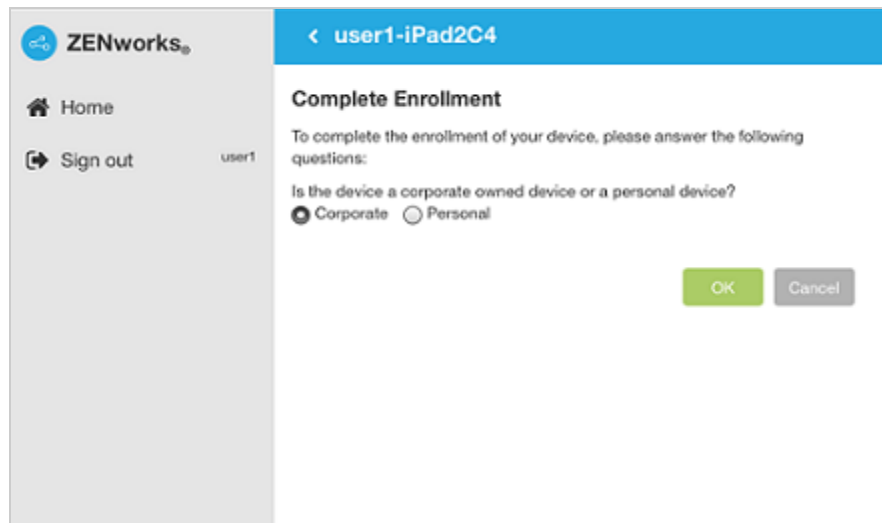 ZENworks®
Home
Sign out user1
user1-iPad2C4
Complete Enrollment
To complete the enrollment of your device, please answer the following
questions:
Is the device a corporate owned device or a personal device?
Corporate Personal
OK Cancel